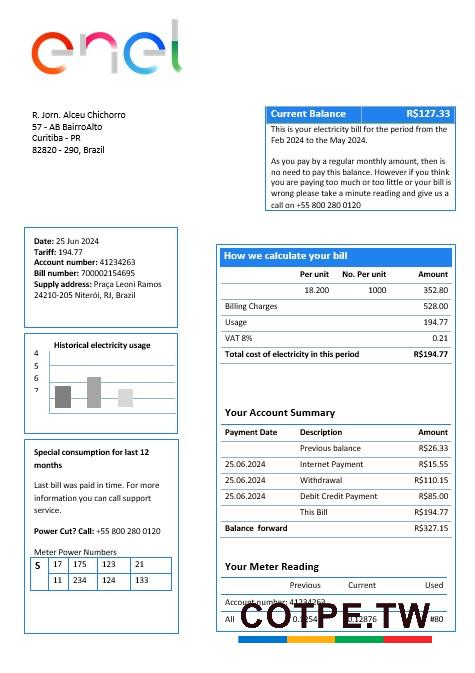 enel
R. Jorn. Alceu Chichorro
57 - AB BairroAlto
Curitiba - PR
82820 - 290, Brazil
Current Balance R$127.33
This is your electricity bill for the period from the
Feb 2024 to the May 2024.
As you pay by a regular monthly amount, then is
no need to pay this balance. However if you think
you are paying too much or too little or your bill is
wrong please take a minute reading and give us a
call on +55 800 280 0120
Date: 25 Jun 2024
Tariff: 194.77
Account number: 41234263
Bill number: 700002154695
Supply address: Praça Leoni Ramos
24210-205 Niterói, RJ, Brazil
Historical electricity usage
4
5
6
7
Special consumption for last 12
months
Last bill was paid in time. For more
information you can call support
service.
Power Cut? Call: +55 800 280 0120
Meter Power Numbers
S 17 175 123 21
11 234 124 133
How we calculate your bill
Per unit No. Per unit Amount
18.200 1000 352.80
Billing Charges 528.00
Usage 194.77
VAT 8% 0.21
Total cost of electricity in this period R$194.77
Your Account Summary
Payment Date Description Amount
Previous balance R$26.33
25.06.2024 Internet Payment R$15.55
25.06.2024 Withdrawal R$110.15
25.06.2024 Debit Credit Payment R$85.00
This Bill R$194.77
Balance forward R$327.15
Your Meter Reading
Previous Current Used
Account number: 41234263
All 0.12876 #80
COTPE.TW